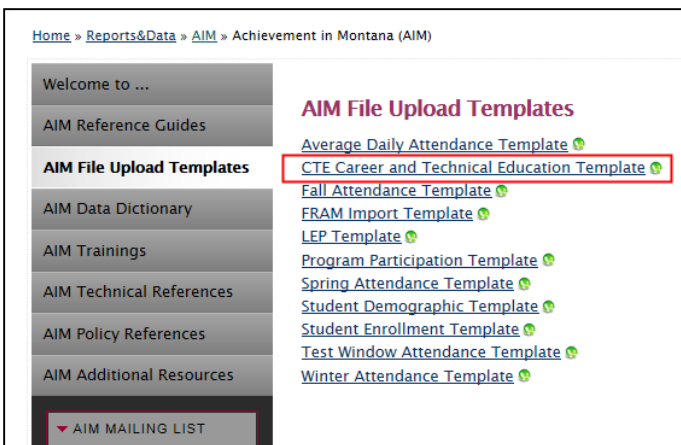 Home » Reports&Data » AIM » Achievement in Montana (AIM)
Welcome to ...
AIM Reference Guides
AIM File Upload Templates
AIM Data Dictionary
AIM Trainings
AIM Technical References
AIM Policy References
AIM Additional Resources
AIM MAILING LIST
AIM File Upload Templates
Average Daily Attendance Template
CTE Career and Technical Education Template
Fall Attendance Template
FRAM Import Template
LEP Template
Program Participation Template
Spring Attendance Template
Student Demographic Template
Student Enrollment Template
Test Window Attendance Template
Winter Attendance Template